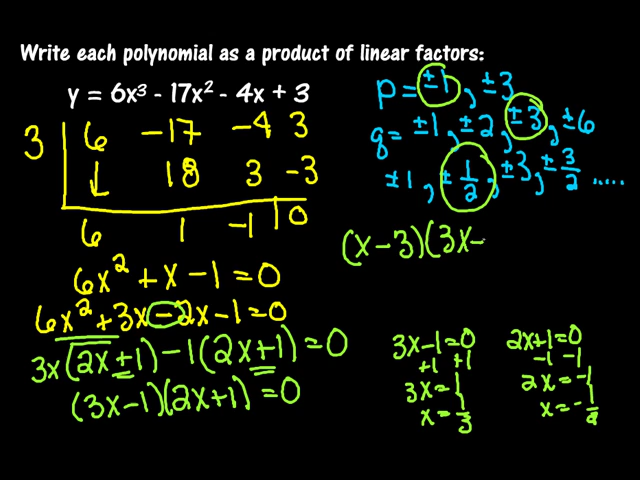 Write each polynomial as a product of linear factors:
y = 6x³ - 17x² - 4x + 3
p = ±1, ±3
q = ±1, ±2, ±3, ±6
±1, ±1/2, ±3, ±3/2 .....
3 | 6 -17 -4 3
↓ 18 3 -3
6 1 -1 | 0
(x - 3)(3x -
6x² + x - 1 = 0
6x² + 3x - 2x - 1 = 0
3x(2x + 1) - 1(2x + 1) = 0
(3x - 1)(2x + 1) = 0
3x - 1 = 0
+1 +1
3x = 1
x = 1/3
2x + 1 = 0
-1 -1
2x = -1
x = -1/2